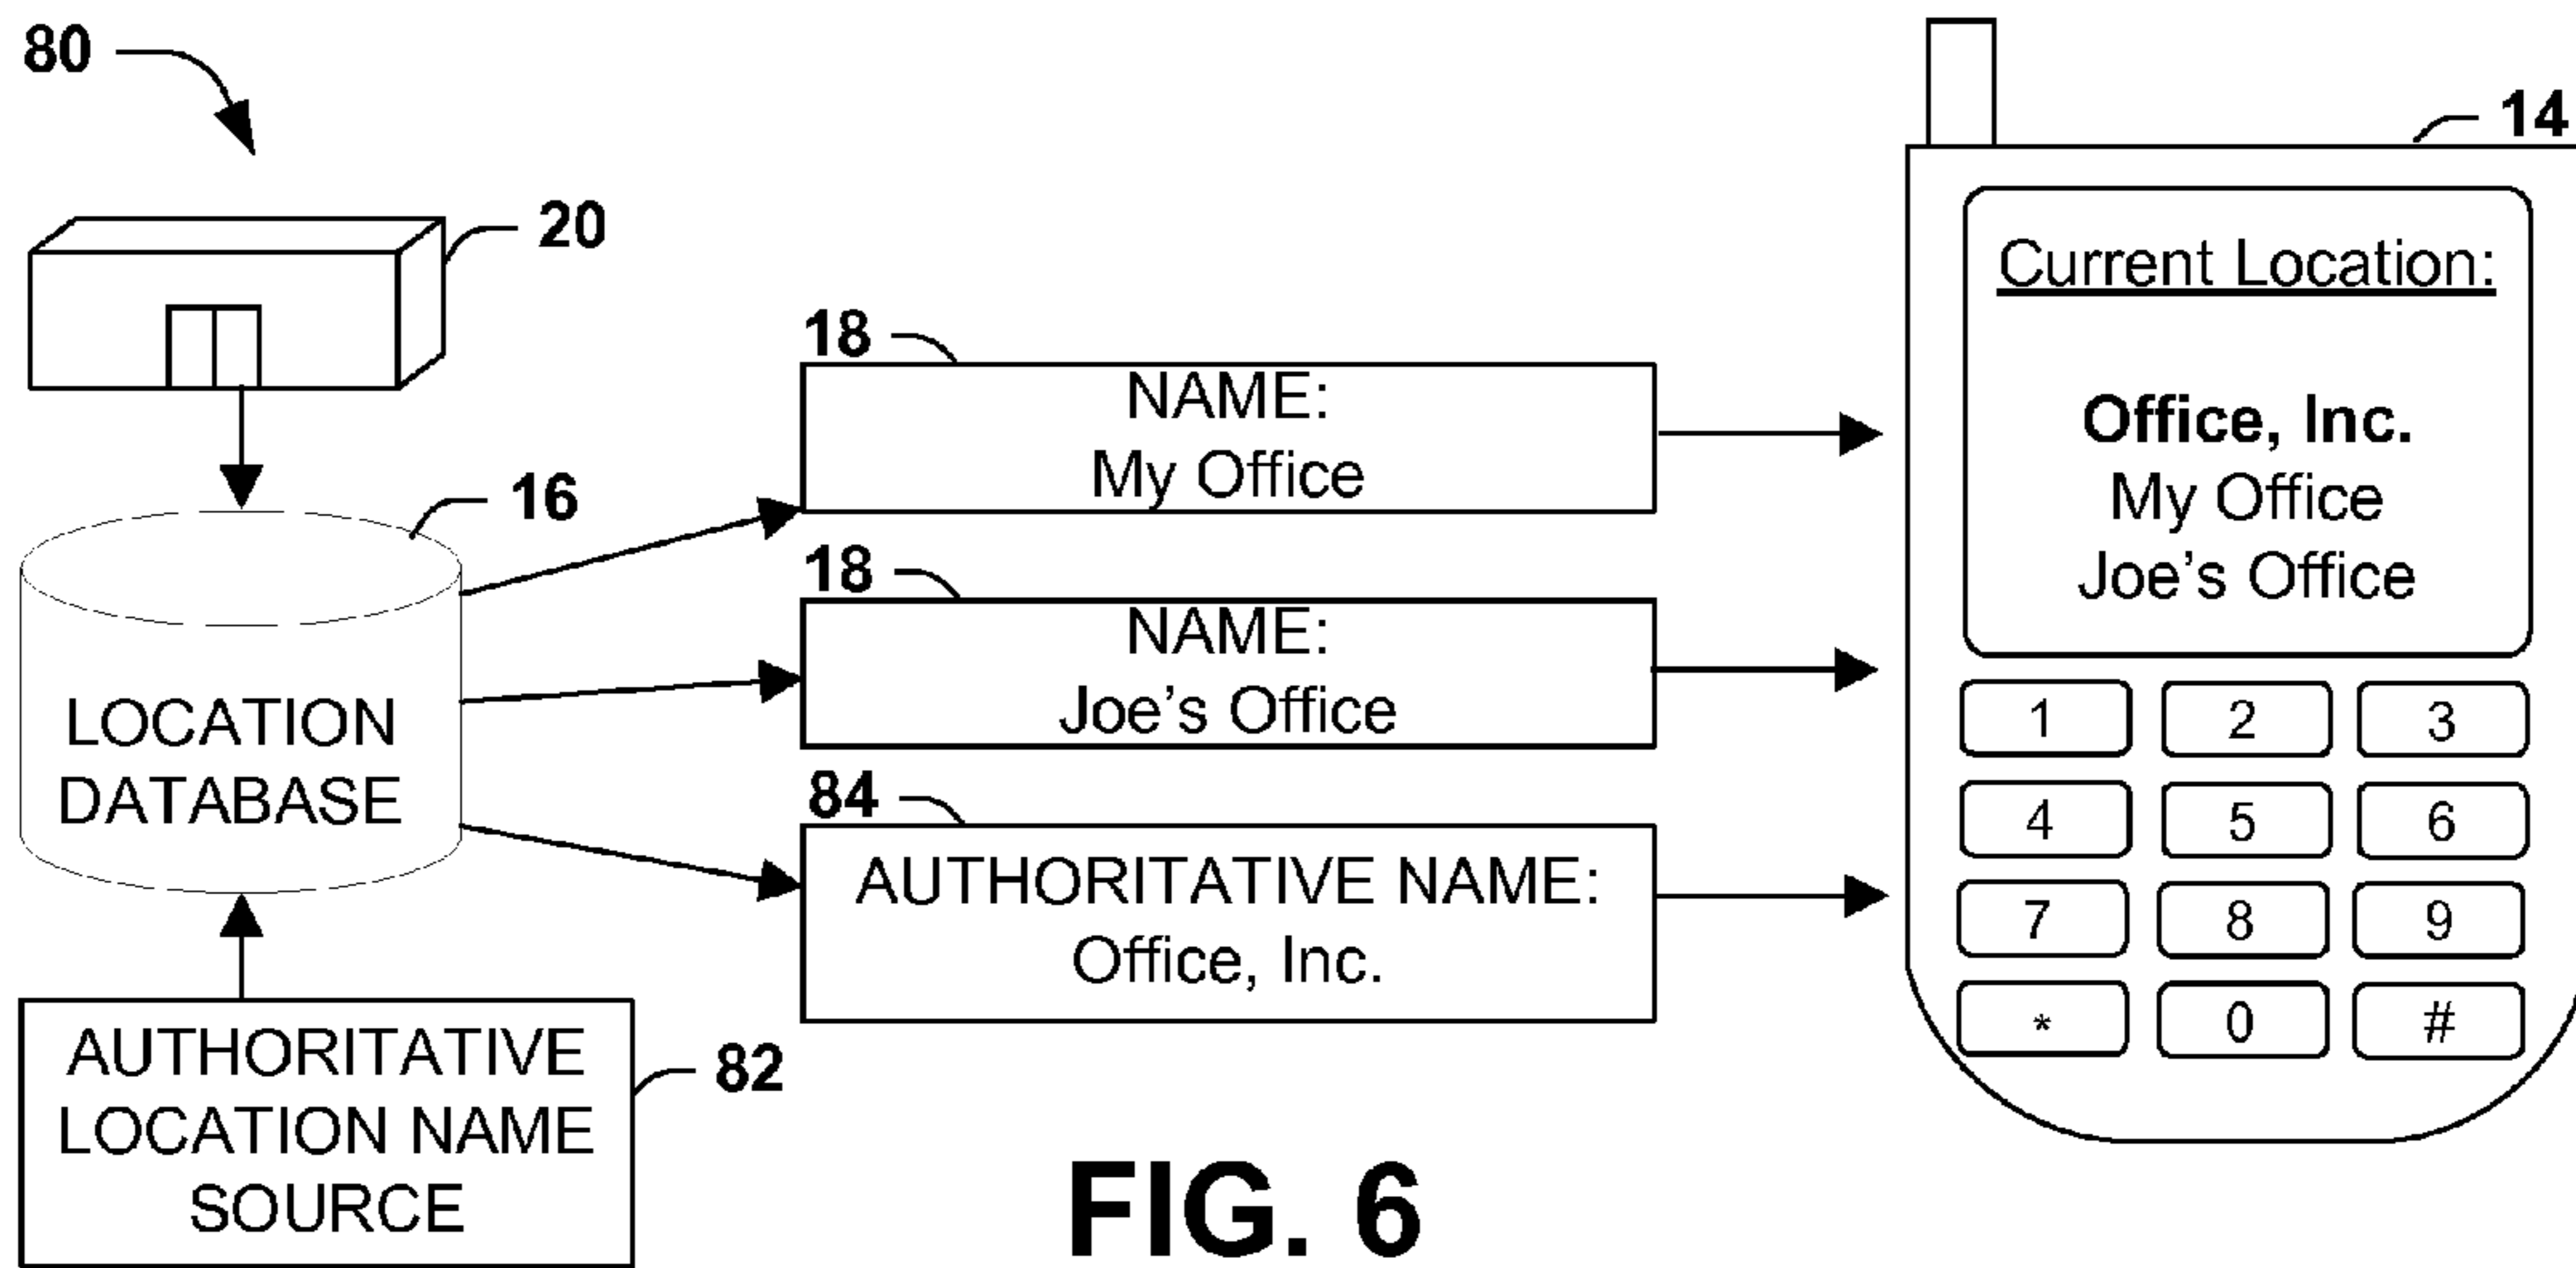 80
20
16
LOCATION
DATABASE
AUTHORITATIVE
LOCATION NAME
SOURCE
82
18
NAME:
My Office
18
NAME:
Joe's Office
84
AUTHORITATIVE NAME:
Office, Inc.
14
Current Location:
Office, Inc.
My Office
Joe's Office
1 2 3
4 5 6
7 8 9
* 0 #
FIG. 6